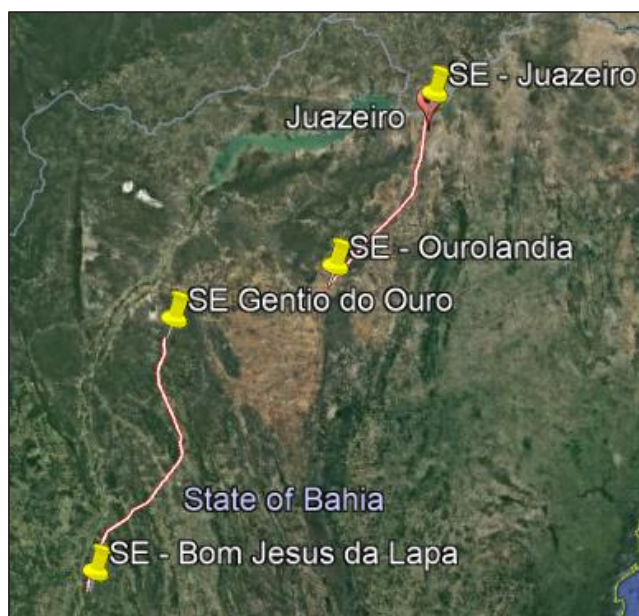 SE - Juazeiro
Juazeiro
SE - Ourolandia
SE Gentio do Ouro
State of Bahia
SE - Bom Jesus da Lapa